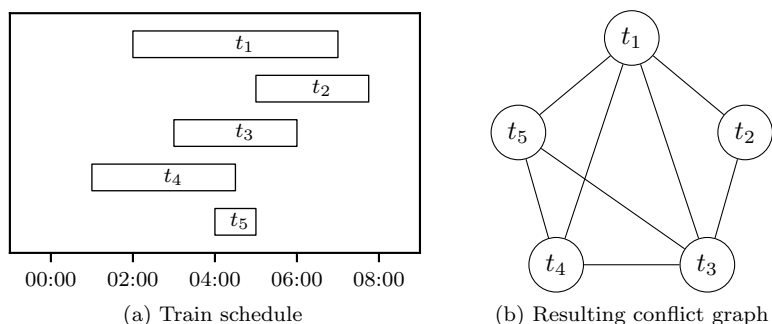 t1
t2
t3
t4
t5
00:00 02:00 04:00 06:00 08:00
(a) Train schedule
t1
t5 t2
t4 t3
(b) Resulting conflict graph